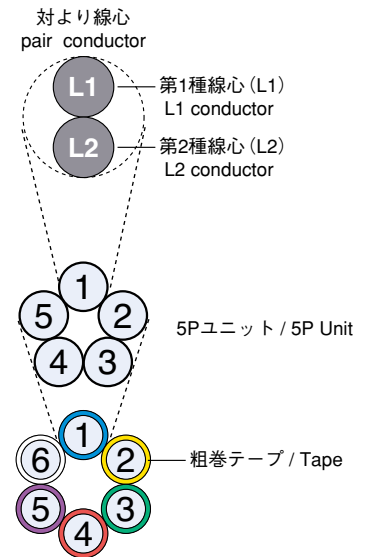 対より線心
pair conductor
L1
第1種線心(L1)
L1 conductor
L2
第2種線心(L2)
L2 conductor
1
5
2
4
3
5Pユニット / 5P Unit
1
6
2
粗巻テープ / Tape
5
3
4